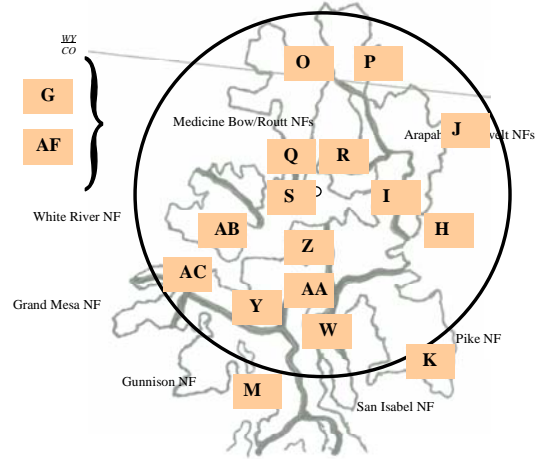 WY
CO
O
P
G
Medicine Bow/Routt NFs
J
AF
Q
R
S
I
White River NF
AB
H
Z
AC
AA
Grand Mesa NF
Y
W
Pike NF
K
Gunnison NF
M
San Isabel NF